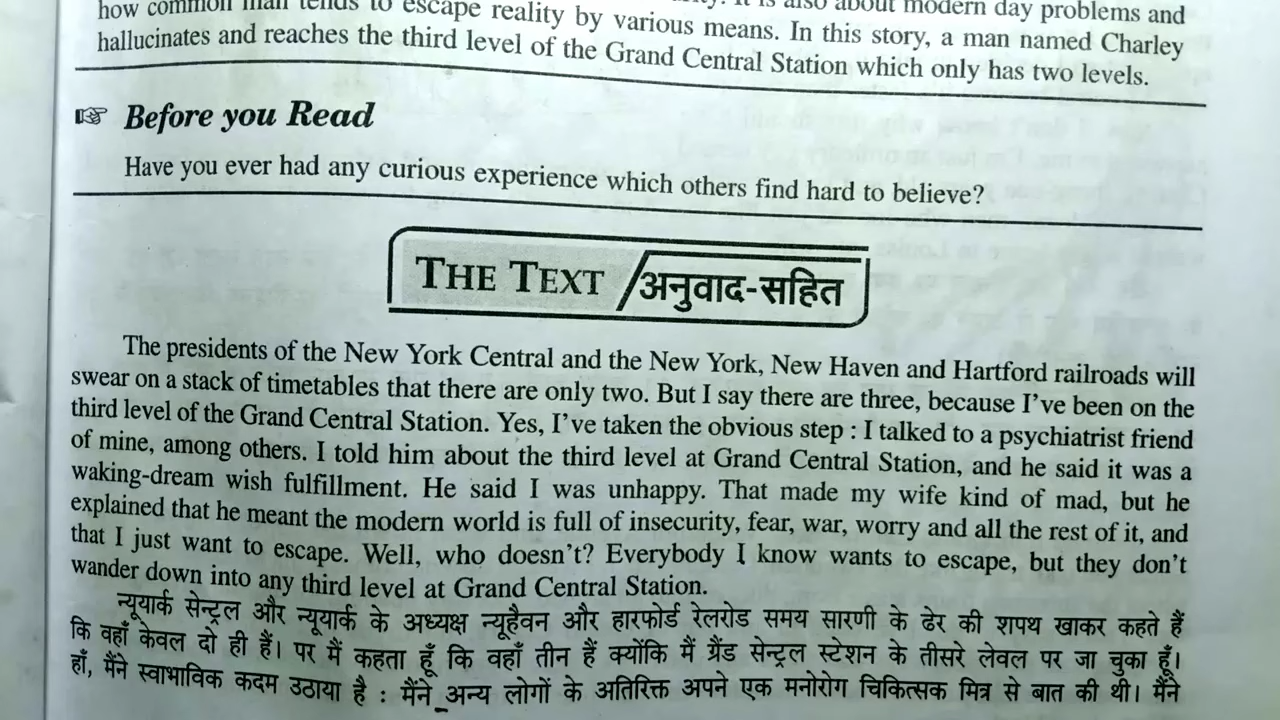 how common man tends to escape reality by various means. In this story, a man named Charley
It is also about modern day problems and
hallucinates and reaches the third level of the Grand Central Station which only has two levels.
☞ Before you Read
Have you ever had any curious experience which others find hard to believe?
THE TEXT / अनुवाद-सहित
The presidents of the New York Central and the New York, New Haven and Hartford railroads will
swear on a stack of timetables that there are only two. But I say there are three, because I've been on the
third level of the Grand Central Station. Yes, I've taken the obvious step : I talked to a psychiatrist friend
of mine, among others. I told him about the third level at Grand Central Station, and he said it was a
waking-dream wish fulfillment. He said I was unhappy. That made my wife kind of mad, but he
explained that he meant the modern world is full of insecurity, fear, war, worry and all the rest of it, and
that I just want to escape. Well, who doesn't? Everybody I know wants to escape, but they don't
wander down into any third level at Grand Central Station.
न्यूयार्क सेन्ट्रल और न्यूयार्क के अध्यक्ष न्यूहैवन और हारफोर्ड रेलरोड समय सारणी के ढेर की शपथ खाकर कहते हैं
कि वहाँ केवल दो ही हैं। पर मैं कहता हूँ कि वहाँ तीन हैं क्योंकि मैं ग्रैंड सेन्ट्रल स्टेशन के तीसरे लेवल पर जा चुका हूँ।
हाँ, मैंने स्वाभाविक कदम उठाया है : मैंने अन्य लोगों के अतिरिक्त अपने एक मनोरोग चिकित्सक मित्र से बात की थी। मैंने